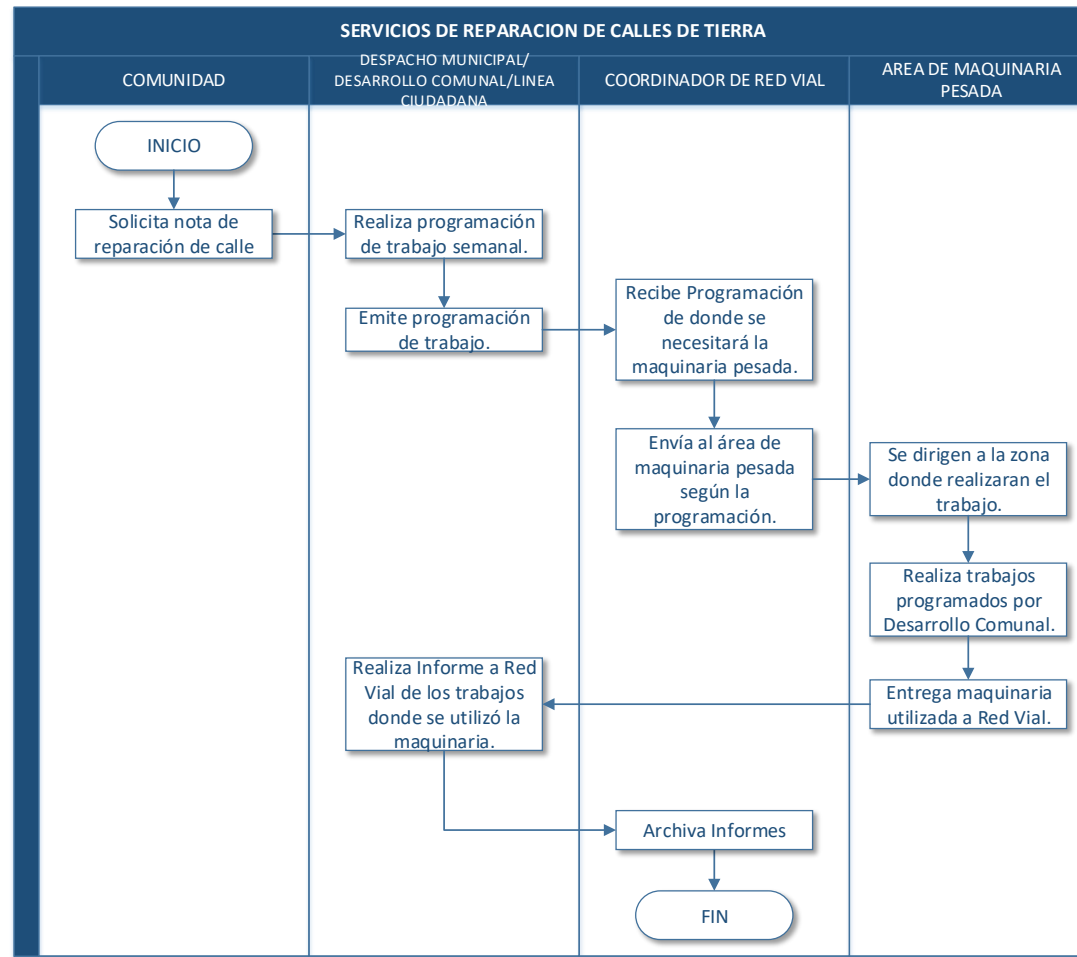 SERVICIOS DE REPARACION DE CALLES DE TIERRA
COMUNIDAD
DESPACHO MUNICIPAL/
DESARROLLO COMUNAL/LINEA
CIUDADANA
COORDINADOR DE RED VIAL
AREA DE MAQUINARIA
PESADA
INICIO
Solicita nota de
reparación de calle
Realiza programación
de trabajo semanal.
Emite programación
de trabajo.
Recibe Programación
de donde se
necesitará la
maquinaria pesada.
Envía al área de
maquinaria pesada
según la
programación.
Se dirigen a la zona
donde realizaran el
trabajo.
Realiza trabajos
programados por
Desarrollo Comunal.
Entrega maquinaria
utilizada a Red Vial.
Realiza Informe a Red
Vial de los trabajos
donde se utilizó la
maquinaria.
Archiva Informes
FIN